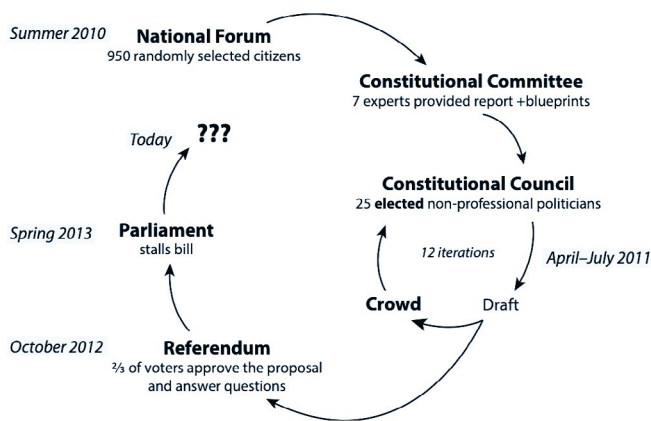 Summer 2010
National Forum
950 randomly selected citizens
Constitutional Committee
7 experts provided report +blueprints
Constitutional Council
25 elected non-professional politicians
12 iterations
April–July 2011
Crowd
Draft
October 2012
Referendum
⅔ of voters approve the proposal
and answer questions
Spring 2013
Parliament
stalls bill
Today
???